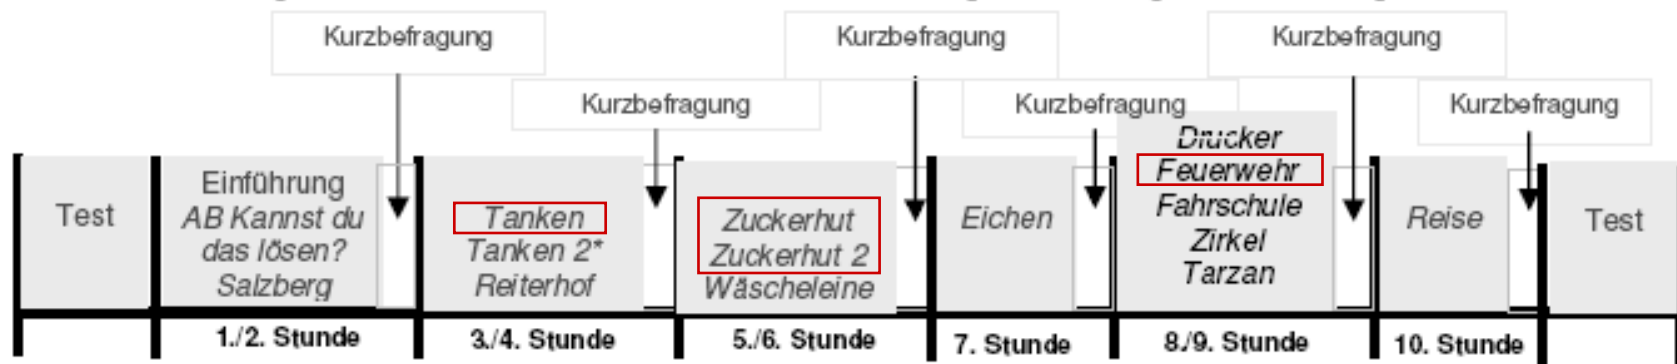 Kurzbefragung
Kurzbefragung
Kurzbefragung
Kurzbefragung
Kurzbefragung
Kurzbefragung
Test
Einführung
AB Kannst du
das lösen?
Salzberg
Tanken
Tanken 2*
Reiterhof
Zuckerhut
Zuckerhut 2
Wäscheleine
Eichen
Drucker
Feuerwehr
Fahrschule
Zirkel
Tarzan
Reise
Test
1./2. Stunde
3./4. Stunde
5./6. Stunde
7. Stunde
8./9. Stunde
10. Stunde